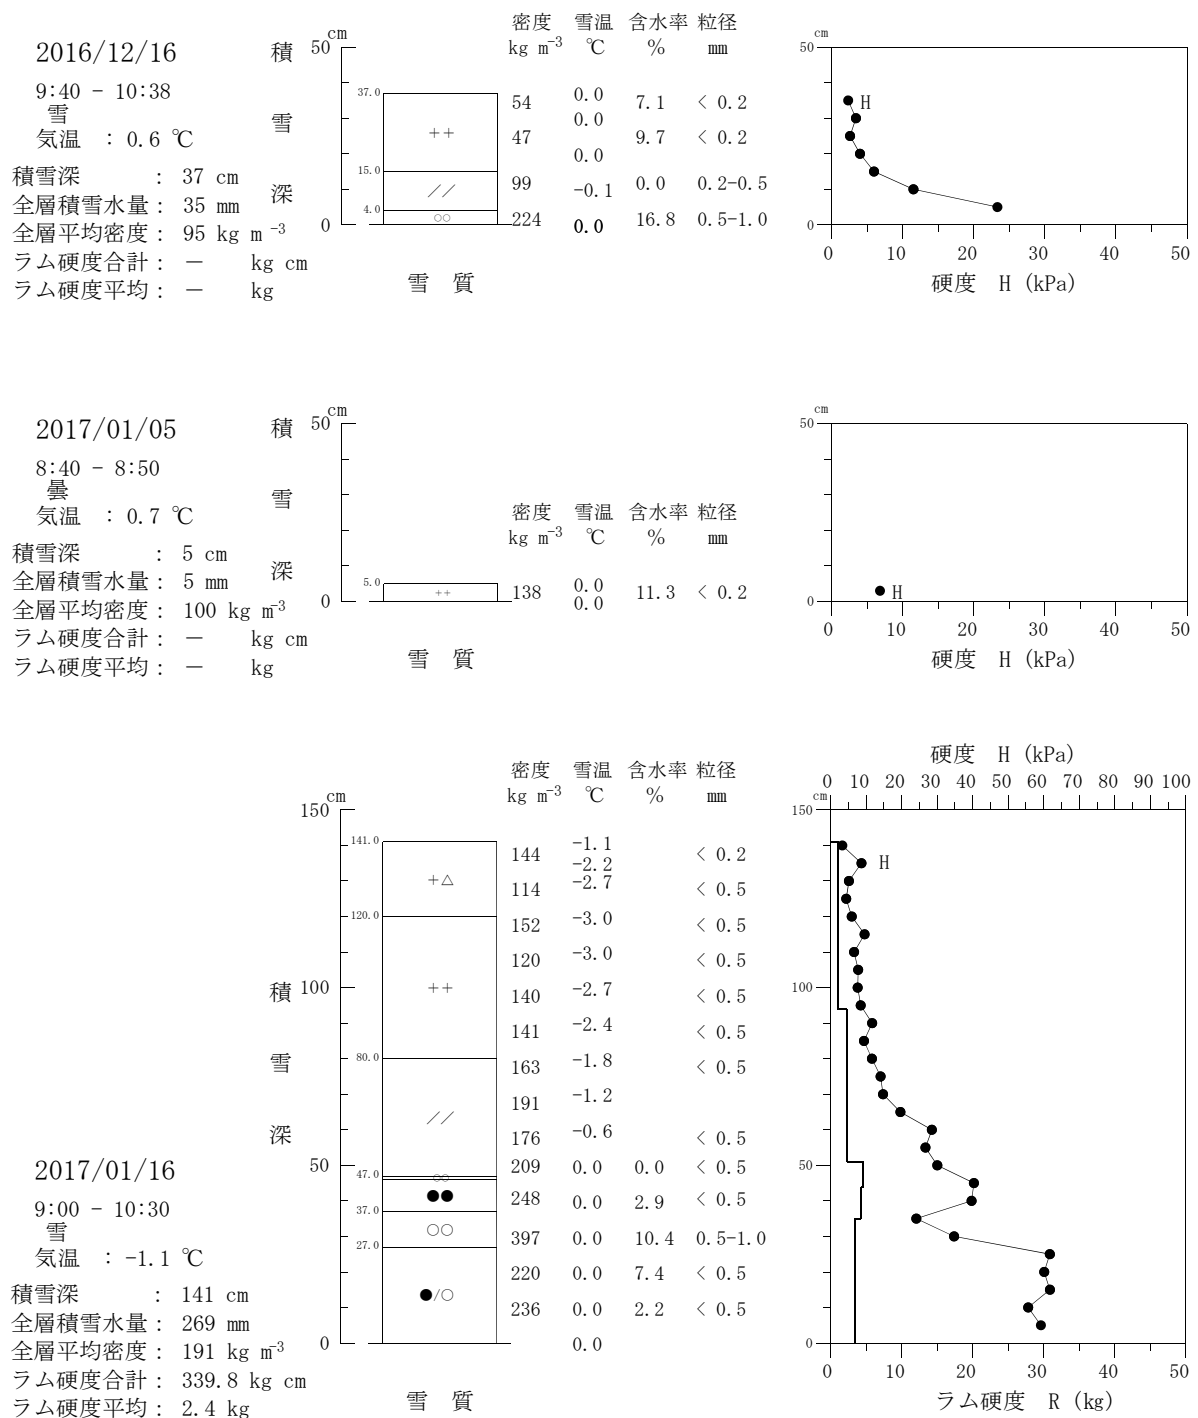 2016/12/16
9:40 - 10:38
雪
気温 : 0.6 ℃
積雪深 : 37 cm
全層積雪水量 : 35 mm
全層平均密度 : 95 kg m-3
ラム硬度合計 : － kg cm
ラム硬度平均 : － kg
積
雪
深
cm
50
0
37.0
15.0
4.0
++
//
○○
雪 質
密度 雪温 含水率 粒径
kg m-3 ℃ % mm
54 0.0 7.1 < 0.2
0.0
47 9.7 < 0.2
0.0
99 -0.1 0.0 0.2-0.5
224 0.0 16.8 0.5-1.0
cm
50
0
H
0 10 20 30 40 50
硬度 H (kPa)
2017/01/05
8:40 - 8:50
曇
気温 : 0.7 ℃
積雪深 : 5 cm
全層積雪水量 : 5 mm
全層平均密度 : 100 kg m-3
ラム硬度合計 : － kg cm
ラム硬度平均 : － kg
積
雪
深
cm
50
0
5.0
++
雪 質
密度 雪温 含水率 粒径
kg m-3 ℃ % mm
138 0.0 11.3 < 0.2
0.0
cm
50
0
H
0 10 20 30 40 50
硬度 H (kPa)
2017/01/16
9:00 - 10:30
雪
気温 : -1.1 ℃
積雪深 : 141 cm
全層積雪水量 : 269 mm
全層平均密度 : 191 kg m-3
ラム硬度合計 : 339.8 kg cm
ラム硬度平均 : 2.4 kg
積
雪
深
cm
150
100
50
0
141.0
120.0
80.0
47.0
37.0
27.0
+△
++
//
○○
●●
○○
●/○
雪 質
密度 雪温 含水率 粒径
kg m-3 ℃ % mm
-1.1
144 < 0.2
-2.2
-2.7
114 < 0.5
152 -3.0 < 0.5
120 -3.0 < 0.5
140 -2.7 < 0.5
141 -2.4 < 0.5
163 -1.8 < 0.5
191 -1.2
176 -0.6 < 0.5
209 0.0 0.0 < 0.5
248 0.0 2.9 < 0.5
397 0.0 10.4 0.5-1.0
220 0.0 7.4 < 0.5
236 0.0 2.2 < 0.5
0.0
硬度 H (kPa)
0 10 20 30 40 50 60 70 80 90 100
cm
150
100
50
0
H
0 10 20 30 40 50
ラム硬度 R (kg)